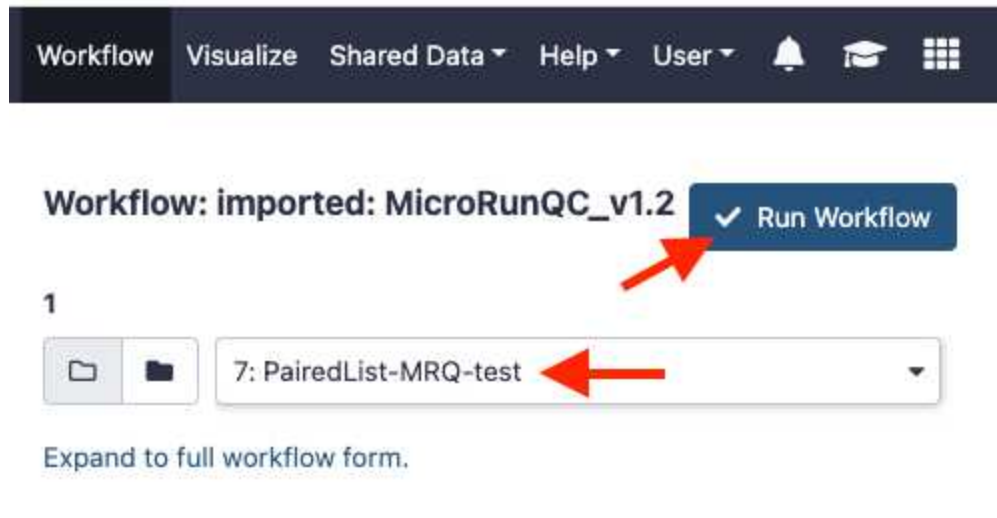 Workflow Visualize Shared Data Help User
Workflow: imported: MicroRunQC_v1.2
Run Workflow
1
7: PairedList-MRQ-test
Expand to full workflow form.